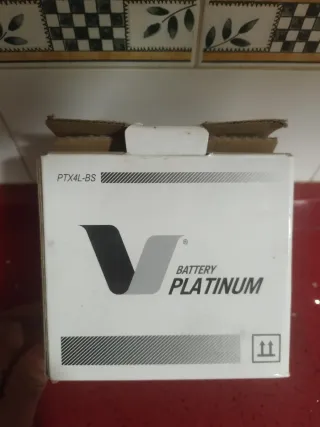 PTX4L-BS
V®
BATTERY
PLATINUM